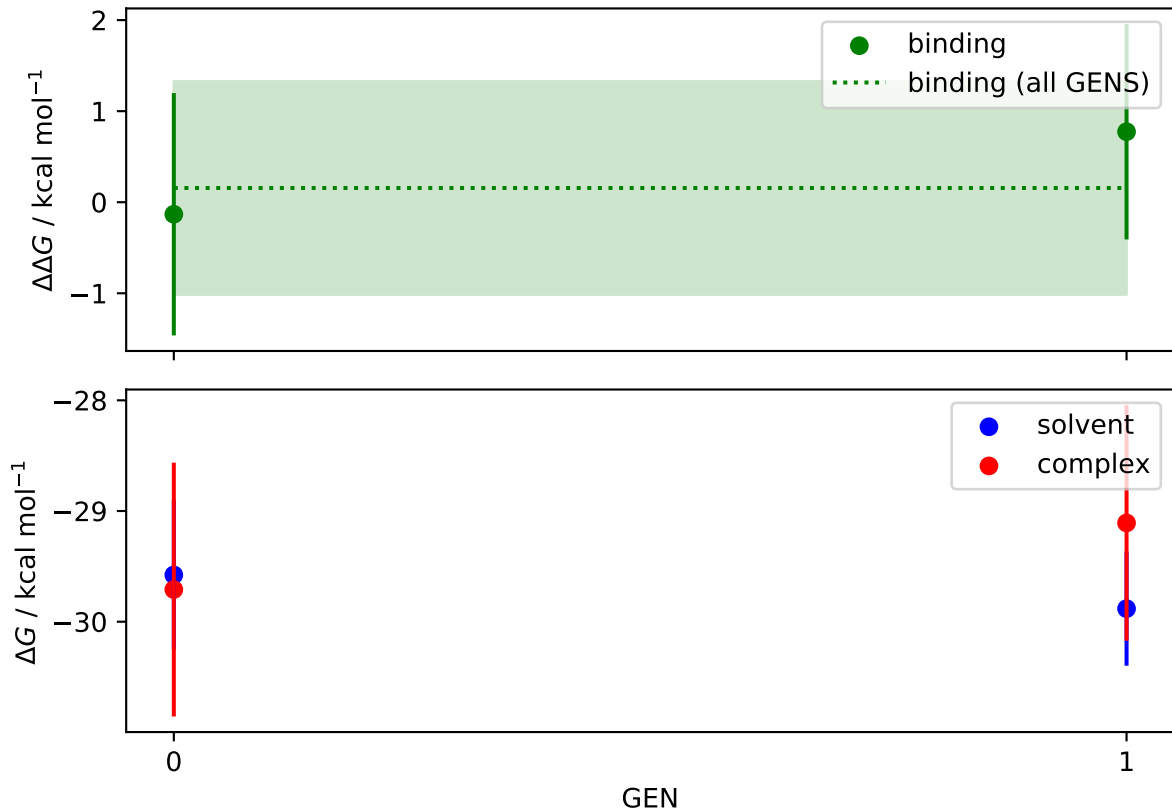 2
1
0
−1
ΔΔG / kcal mol⁻¹
binding
binding (all GENS)
−28
−29
−30
ΔG / kcal mol⁻¹
solvent
complex
0
1
GEN